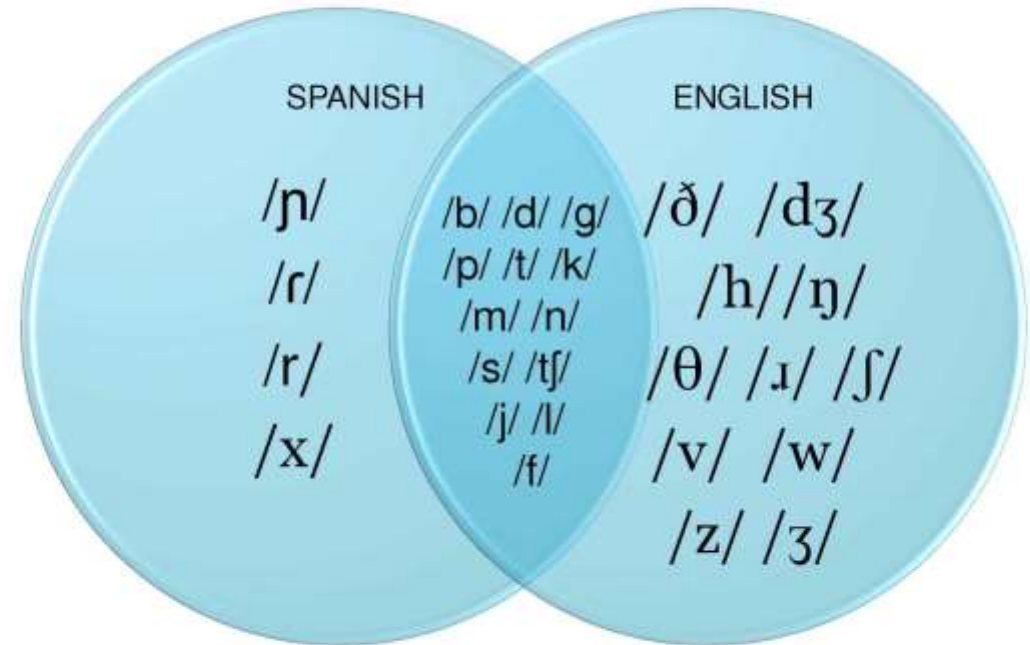 SPANISH
ENGLISH
/ɲ/
/ɾ/
/r/
/x/
/b/ /d/ /g/
/p/ /t/ /k/
/m/ /n/
/s/ /tʃ/
/j/ /l/
/f/
/ð/ /dʒ/
/h//ŋ/
/θ/ /ɹ/ /ʃ/
/v/ /w/
/z/ /ʒ/